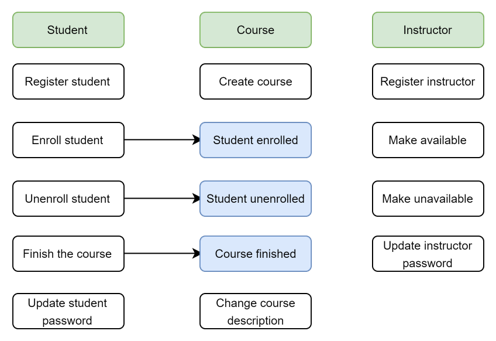 Student
Course
Instructor
Register student
Create course
Register instructor
Enroll student
Student enrolled
Make available
Unenroll student
Student unenrolled
Make unavailable
Finish the course
Course finished
Update instructor
password
Update student
password
Change course
description